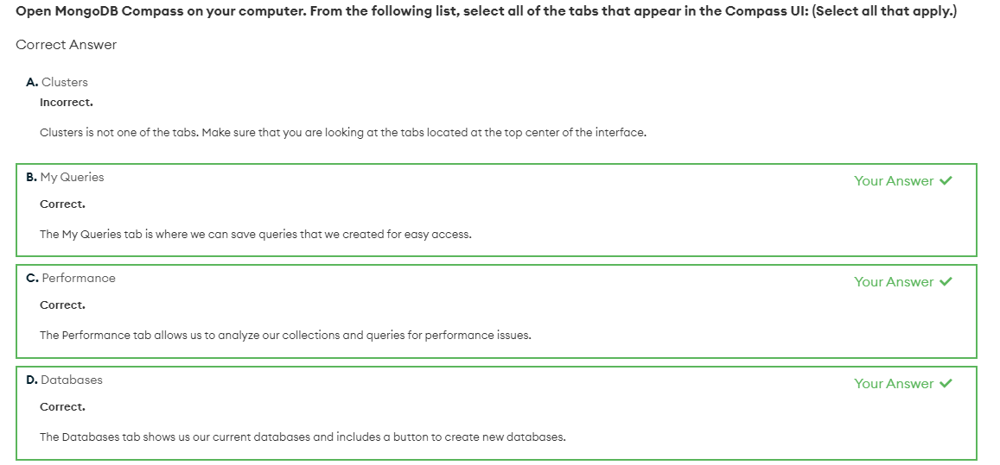 Open MongoDB Compass on your computer. From the following list, select all of the tabs that appear in the Compass UI: (Select all that apply.)
Correct Answer
A. Clusters
Incorrect.
Clusters is not one of the tabs. Make sure that you are looking at the tabs located at the top center of the interface.
B. My Queries
Your Answer ✓
Correct.
The My Queries tab is where we can save queries that we created for easy access.
C. Performance
Your Answer ✓
Correct.
The Performance tab allows us to analyze our collections and queries for performance issues.
D. Databases
Your Answer ✓
Correct.
The Databases tab shows us our current databases and includes a button to create new databases.